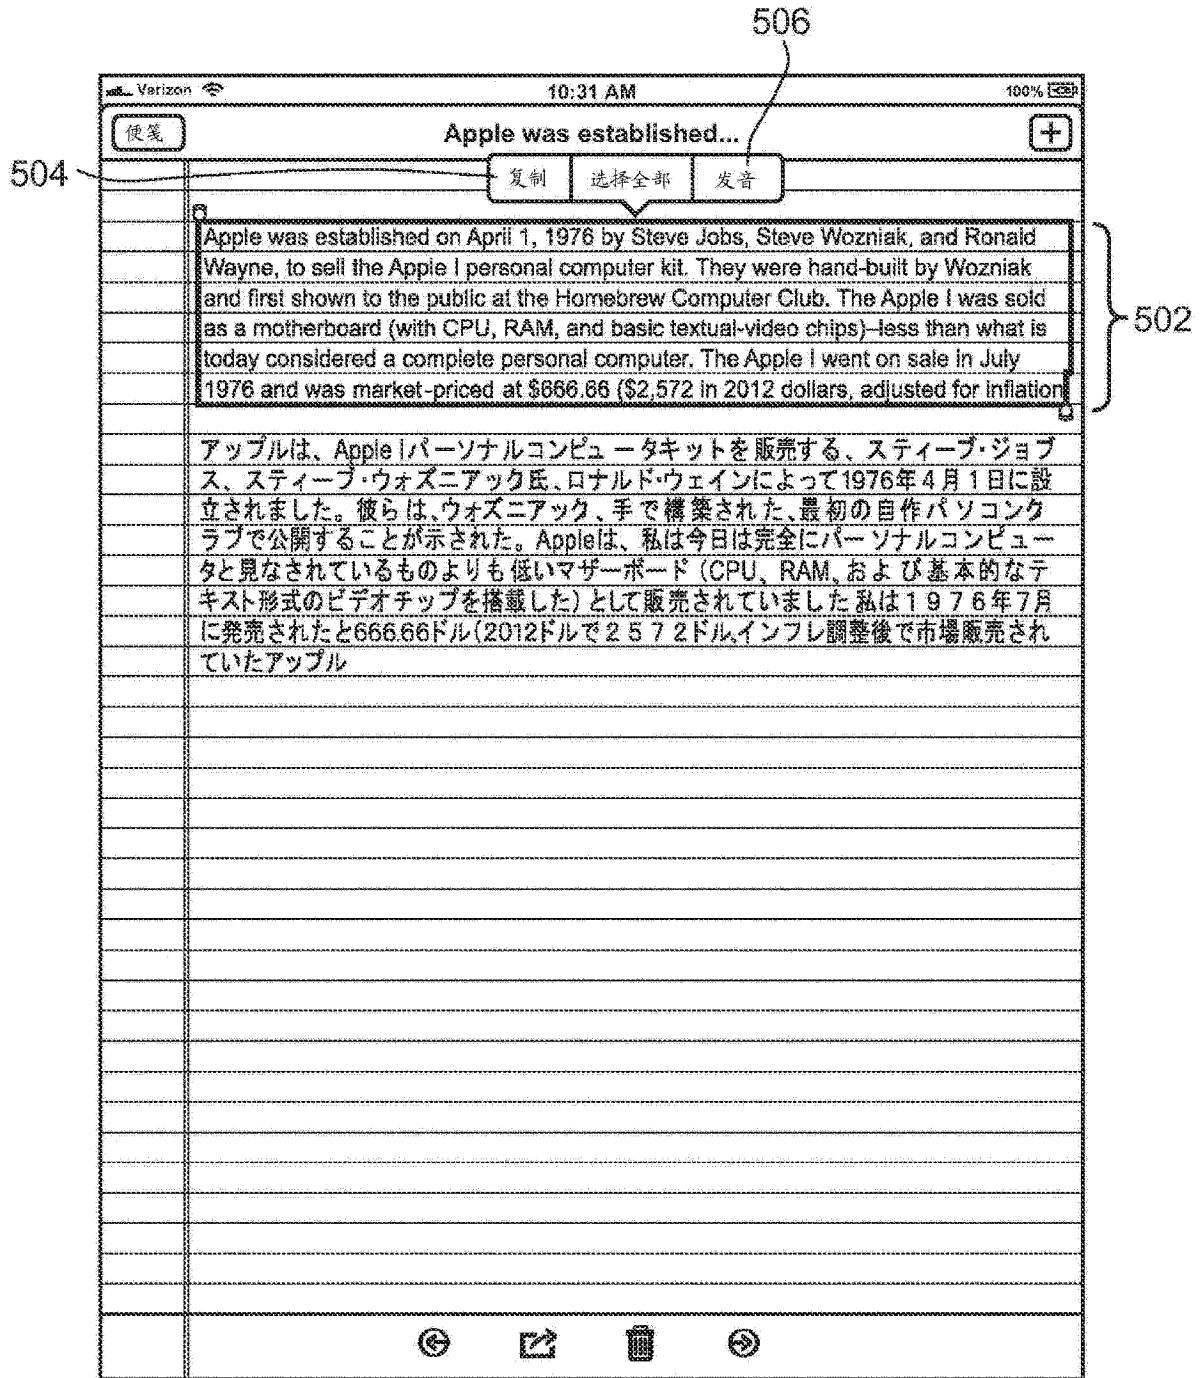 506
Verizon 10:31 AM 100%
便笺 Apple was established... +
504 复制 选择全部 发音
Apple was established on April 1, 1976 by Steve Jobs, Steve Wozniak, and Ronald
Wayne, to sell the Apple I personal computer kit. They were hand-built by Wozniak
and first shown to the public at the Homebrew Computer Club. The Apple I was sold
as a motherboard (with CPU, RAM, and basic textual-video chips)–less than what is
today considered a complete personal computer. The Apple I went on sale in July
1976 and was market-priced at $666.66 ($2,572 in 2012 dollars, adjusted for inflation
502
アップルは、Apple Iパーソナルコンピュータキットを販売する、スティーブ・ジョブ
ス、スティーブ・ウォズニアック氏、ロナルド・ウェインによって1976年4月1日に設
立されました。彼らは、ウォズニアック、手で構築された、最初の自作パソコンク
ラブで公開することが示された。Appleは、私は今日は完全にパーソナルコンピュー
タと見なされているものよりも低いマザーボード（CPU、RAM、および基本的なテ
キスト形式のビデオチップを搭載した）として販売されていました私は1976年7月
に発売されたと666.66ドル（2012ドルで2572ドル、インフレ調整後で市場販売され
ていたアップル